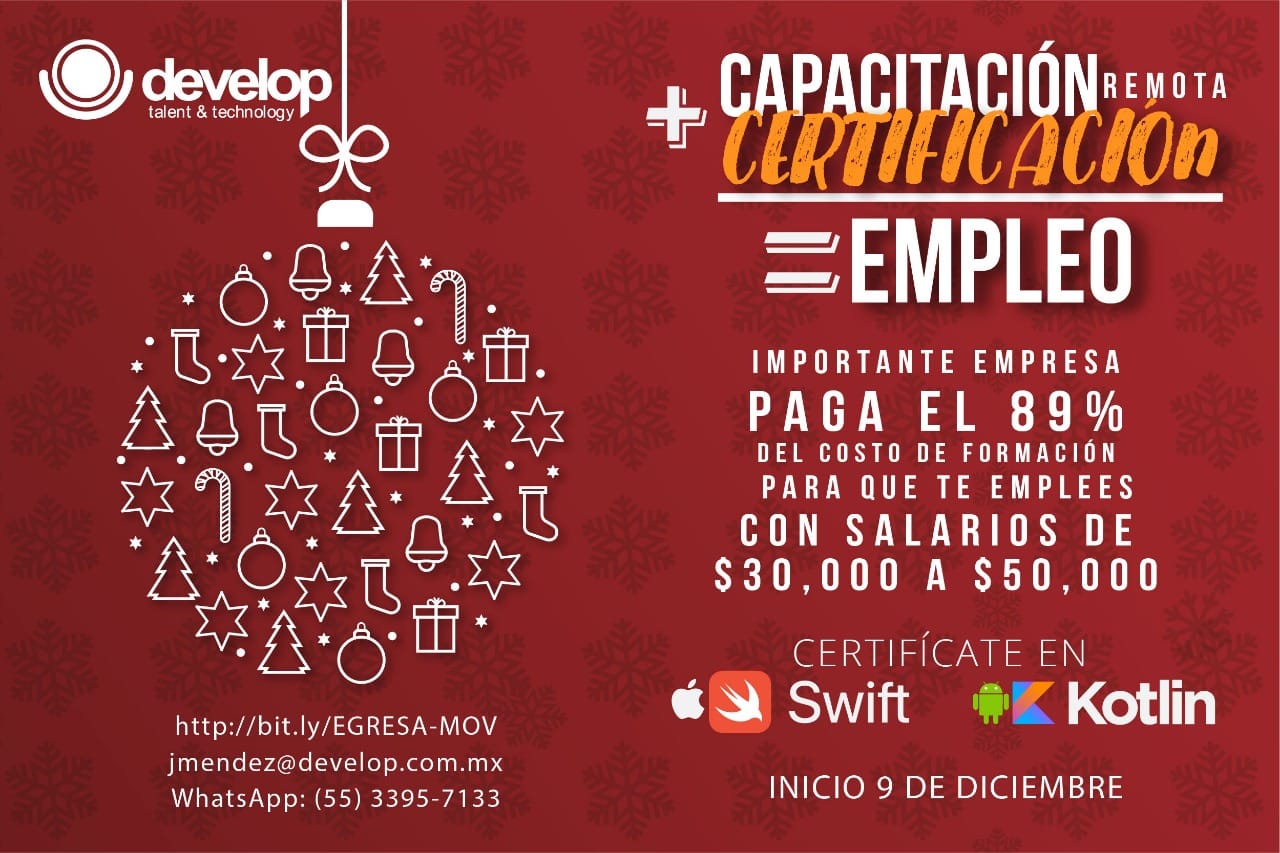 develop
talent & technology
CAPACITACIÓN REMOTA
+ CERTIFICACIÓn
= EMPLEO
IMPORTANTE EMPRESA
PAGA EL 89%
DEL COSTO DE FORMACIÓN
PARA QUE TE EMPLEES
CON SALARIOS DE
$30,000 A $50,000
CERTIFÍCATE EN
Swift Kotlin
INICIO 9 DE DICIEMBRE
http://bit.ly/EGRESA-MOV
jmendez@develop.com.mx
WhatsApp: (55) 3395-7133